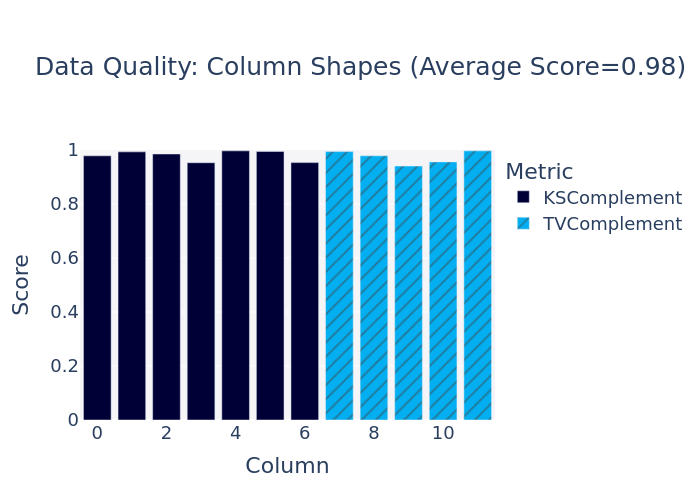 Data Quality: Column Shapes (Average Score=0.98)
1
0.8
0.6
0.4
0.2
0
Score
0 2 4 6 8 10
Column
Metric
KSComplement
TVComplement